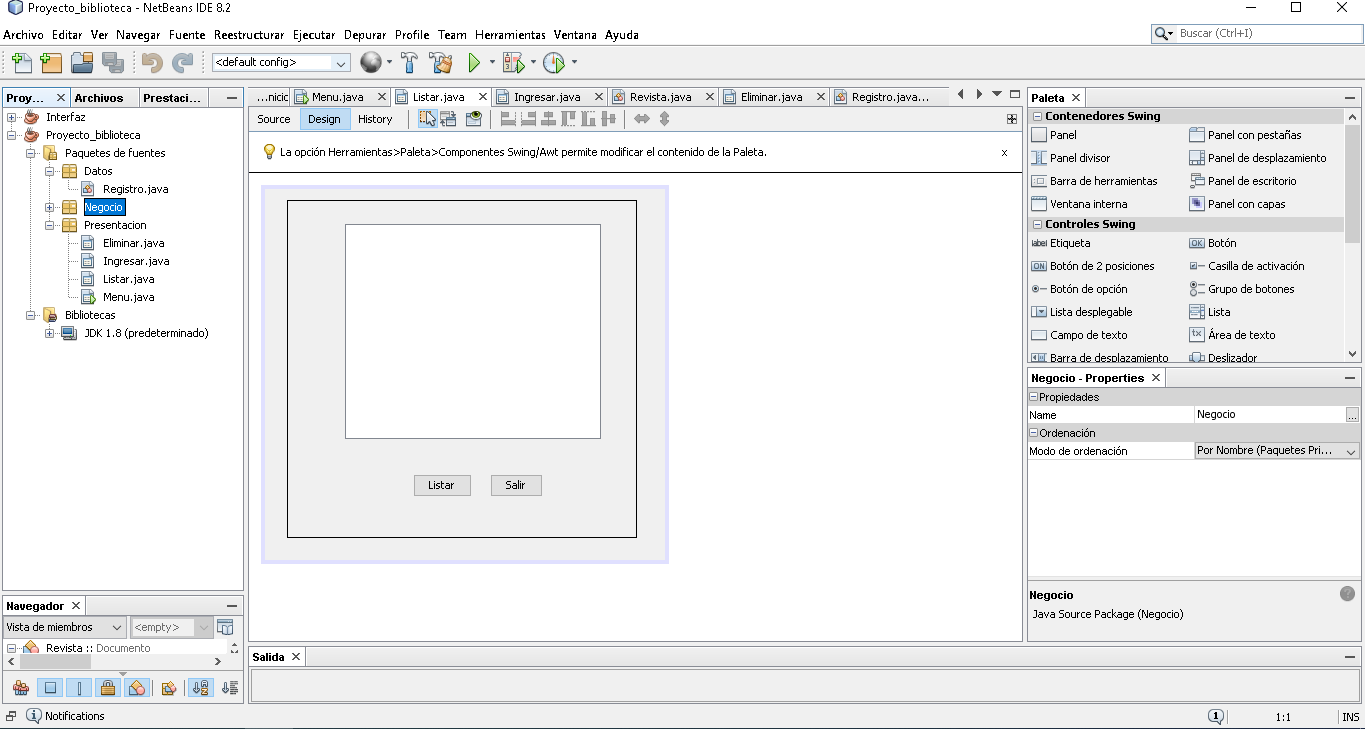 Proyecto_biblioteca - NetBeans IDE 8.2
Archivo Editar Ver Navegar Fuente Reestructurar Ejecutar Depurar Profile Team Herramientas Ventana Ayuda
Buscar (Ctrl+I)
<default config>
Proy... Archivos Prestaci...
Interfaz
Proyecto_biblioteca
Paquetes de fuentes
Datos
Registro.java
Negocio
Presentacion
Eliminar.java
Ingresar.java
Listar.java
Menu.java
Bibliotecas
JDK 1.8 (predeterminado)
Navegador
Vista de miembros <empty>
Revista :: Documento
...nicio Menu.java Listar.java Ingresar.java Revista.java Eliminar.java Registro.java...
Source Design History
La opción Herramientas>Paleta>Componentes Swing/Awt permite modificar el contenido de la Paleta. x
Listar Salir
Salida
Paleta
Contenedores Swing
Panel Panel con pestañas
Panel divisor Panel de desplazamiento
Barra de herramientas Panel de escritorio
Ventana interna Panel con capas
Controles Swing
label Etiqueta OK Botón
ON Botón de 2 posiciones Casilla de activación
Botón de opción Grupo de botones
Lista desplegable Lista
Campo de texto Área de texto
Barra de desplazamiento Deslizador
Negocio - Properties
Propiedades
Name Negocio ...
Ordenación
Modo de ordenación Por Nombre (Paquetes Pri...
Negocio
Java Source Package (Negocio)
Notifications 1 1:1 INS